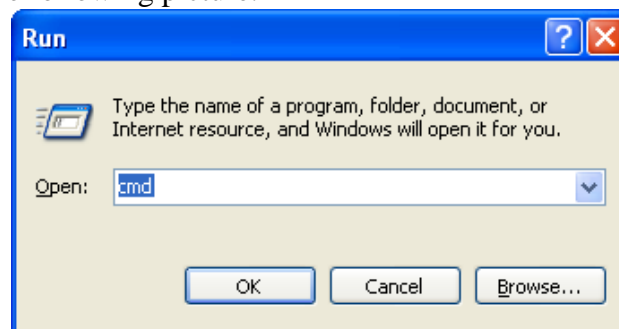 Run
Type the name of a program, folder, document, or
Internet resource, and Windows will open it for you.
Open: cmd
OK Cancel Browse...